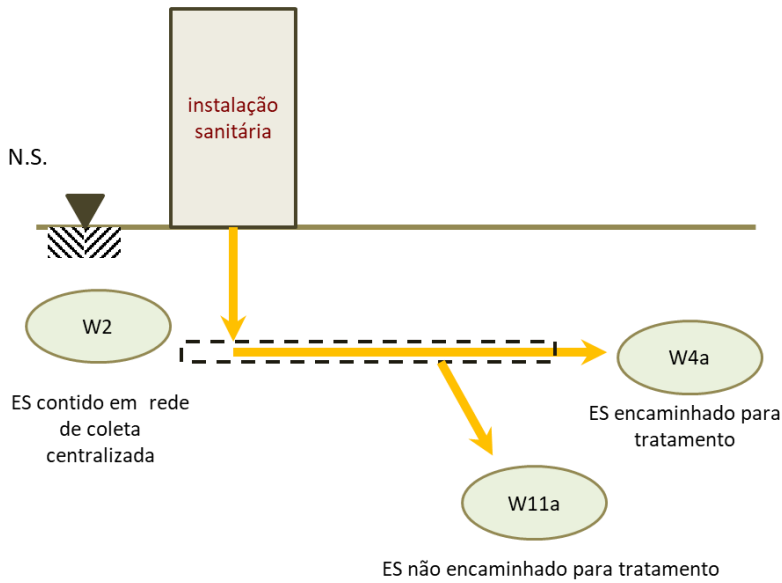 instalação
sanitária
N.S.
W2
ES contido em rede
de coleta
centralizada
W4a
ES encaminhado para
tratamento
W11a
ES não encaminhado para tratamento